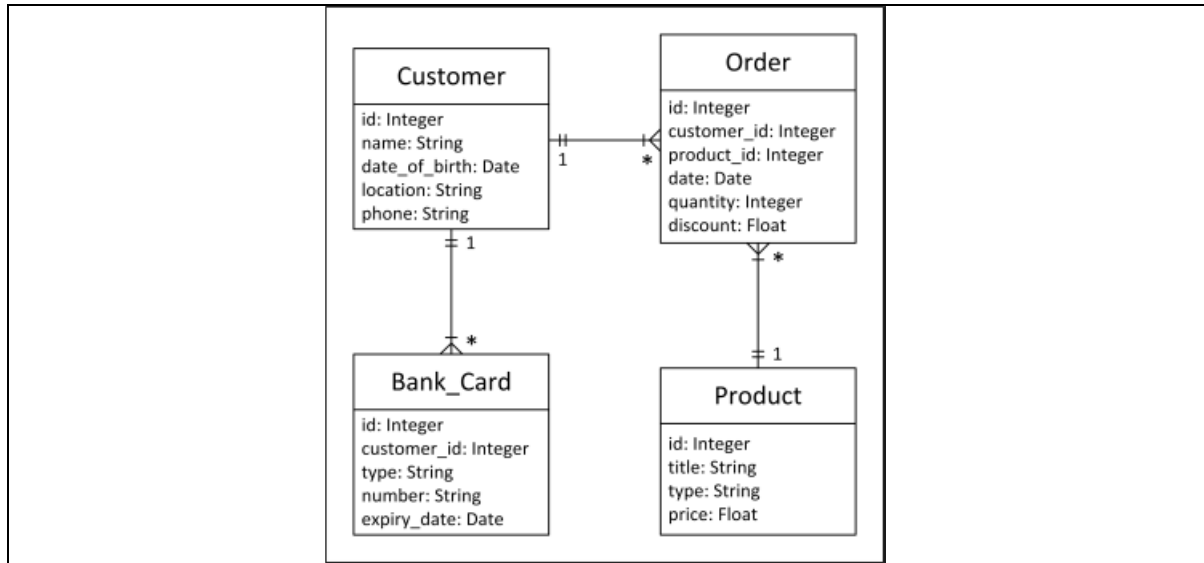 Customer
id: Integer
name: String
date_of_birth: Date
location: String
phone: String
Order
id: Integer
customer_id: Integer
product_id: Integer
date: Date
quantity: Integer
discount: Float
1
*
1
*
*
1
Bank_Card
id: Integer
customer_id: Integer
type: String
number: String
expiry_date: Date
Product
id: Integer
title: String
type: String
price: Float